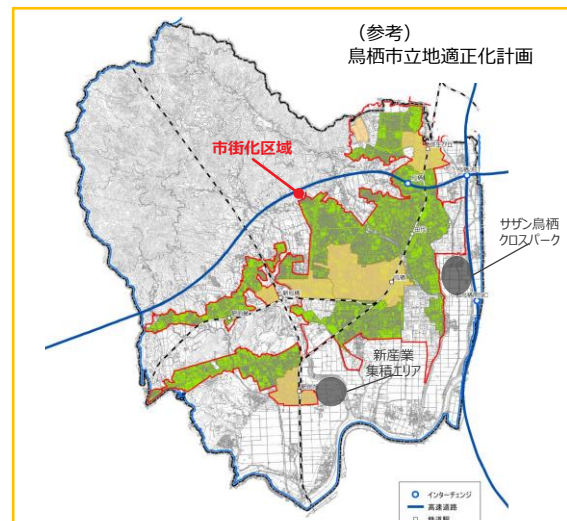 （参考）
鳥栖市立地適正化計画
市街化区域
サザン鳥栖
クロスパーク
新産業
集積エリア
インターチェンジ
高速道路